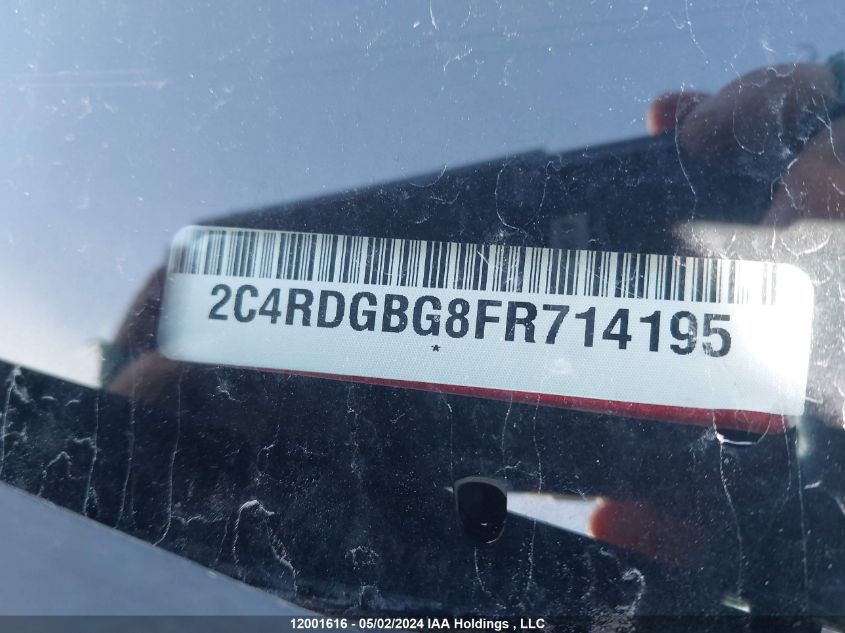 2C4RDGBG8FR714195
*
12001616 - 05/02/2024 IAA Holdings , LLC